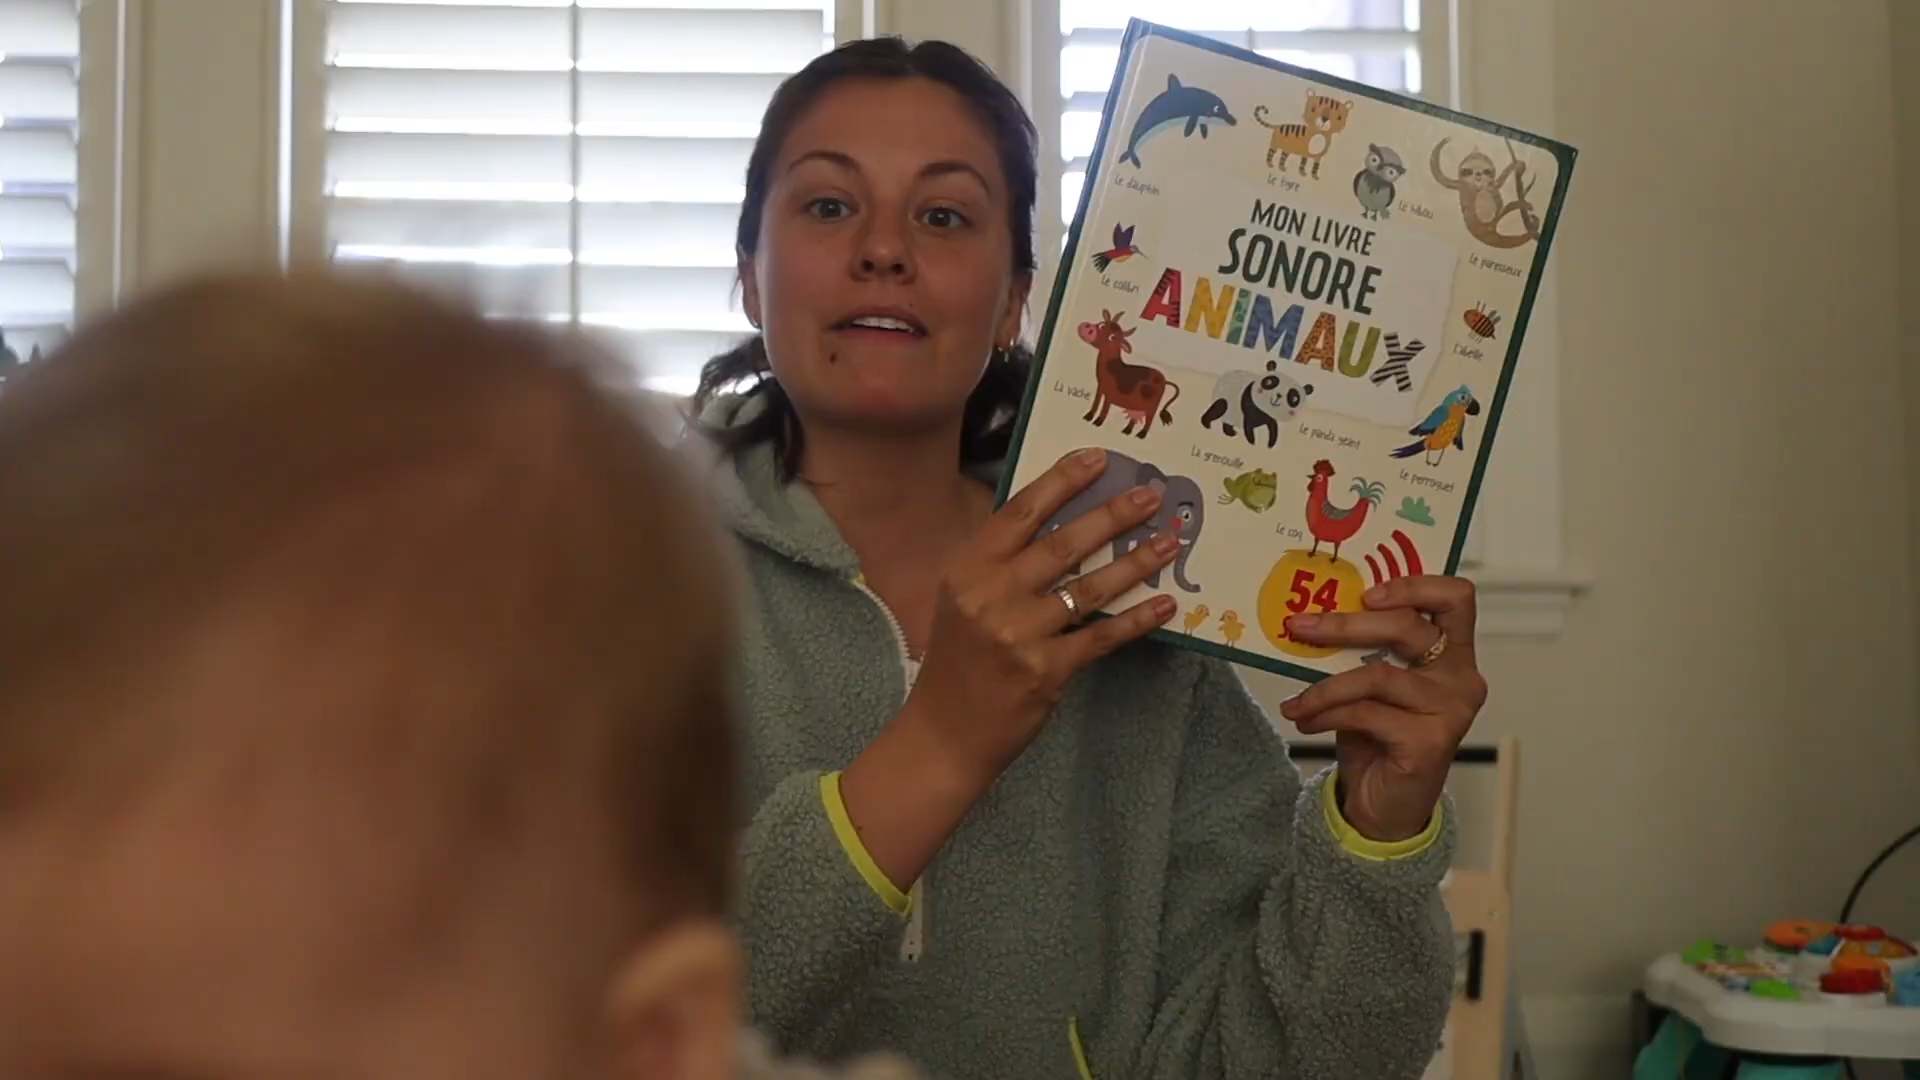 le dauphin
le tigre
le hibou
le paresseux
MON LIVRE
SONORE
ANIMAUX
le colibri
l'abeille
La vache
le panda géant
le perroquet
La grenouille
le coq
54